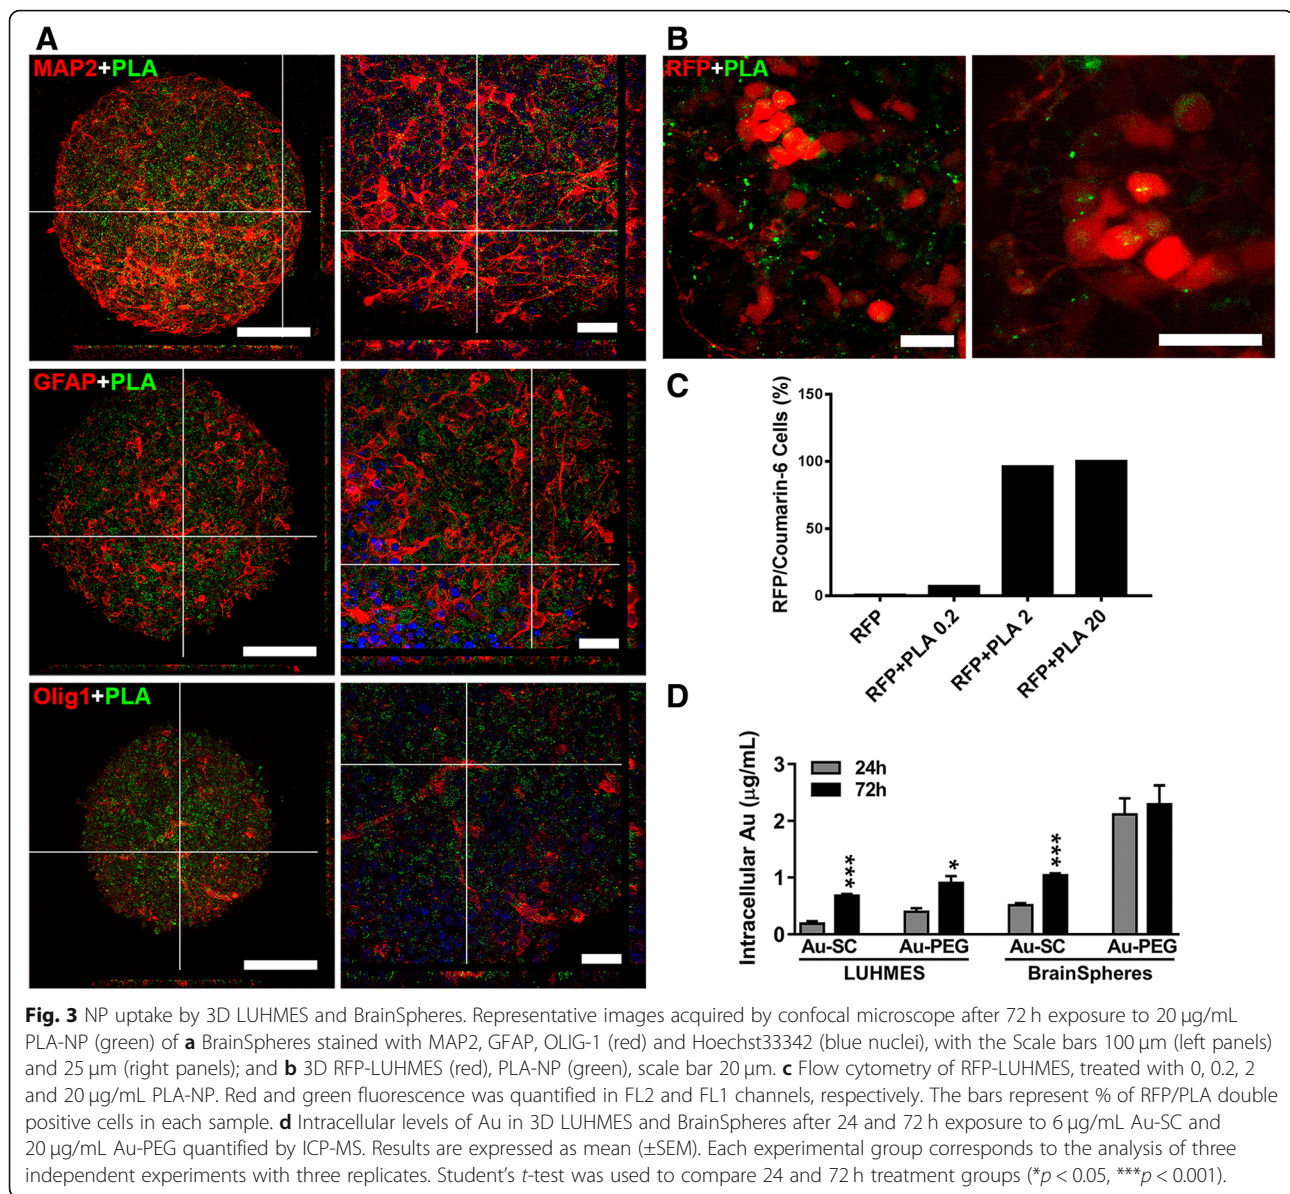 A
MAP2+PLA
GFAP+PLA
Olig1+PLA
B
RFP+PLA
C
RFP/Coumarin-6 Cells (%)
150
100
50
0
RFP
RFP+PLA 0.2
RFP+PLA 2
RFP+PLA 20
D
Intracellular Au (µg/mL)
3
2
1
0
24h
72h
***
*
***
Au-SC Au-PEG Au-SC Au-PEG
LUHMES BrainSpheres
Fig. 3 NP uptake by 3D LUHMES and BrainSpheres. Representative images acquired by confocal microscope after 72 h exposure to 20 µg/mL
PLA-NP (green) of a BrainSpheres stained with MAP2, GFAP, OLIG-1 (red) and Hoechst33342 (blue nuclei), with the Scale bars 100 µm (left panels)
and 25 µm (right panels); and b 3D RFP-LUHMES (red), PLA-NP (green), scale bar 20 µm. c Flow cytometry of RFP-LUHMES, treated with 0, 0.2, 2
and 20 µg/mL PLA-NP. Red and green fluorescence was quantified in FL2 and FL1 channels, respectively. The bars represent % of RFP/PLA double
positive cells in each sample. d Intracellular levels of Au in 3D LUHMES and BrainSpheres after 24 and 72 h exposure to 6 µg/mL Au-SC and
20 µg/mL Au-PEG quantified by ICP-MS. Results are expressed as mean (±SEM). Each experimental group corresponds to the analysis of three
independent experiments with three replicates. Student's t-test was used to compare 24 and 72 h treatment groups (*p < 0.05, ***p < 0.001).